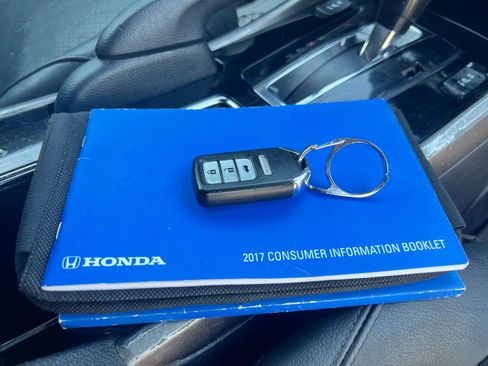 HONDA
2017 CONSUMER INFORMATION BOOKLET